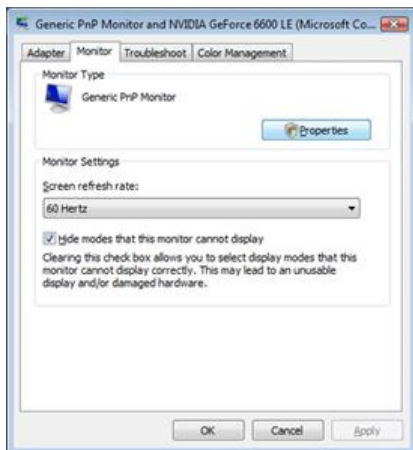 Generic PnP Monitor and NVIDIA GeForce 6600 LE (Microsoft Co...
Adapter Monitor Troubleshoot Color Management
Monitor Type
Generic PnP Monitor
Properties
Monitor Settings
Screen refresh rate:
60 Hertz
Hide modes that this monitor cannot display
Clearing this check box allows you to select display modes that this
monitor cannot display correctly. This may lead to an unusable
display and/or damaged hardware.
OK Cancel Apply